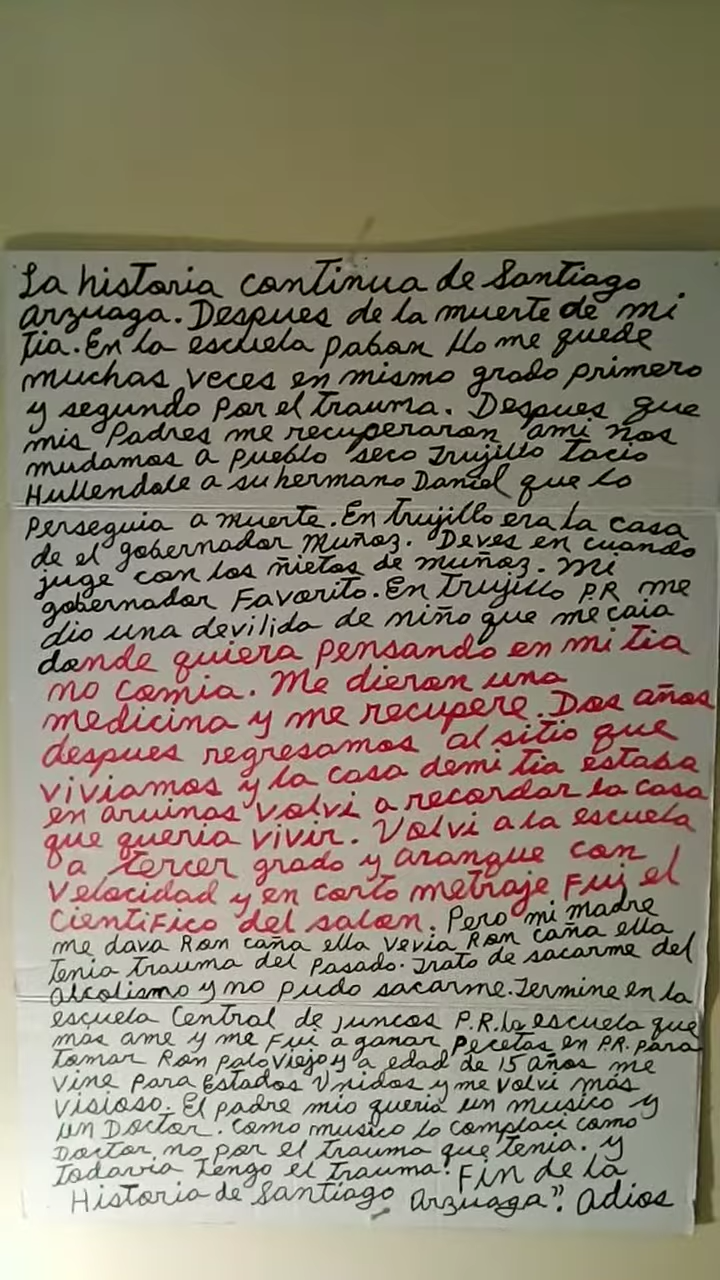 La historia continua de Santiago
arzuaga. Despues de la muerte de mi
tia. En la escuela pabon Yo me quede
muchas veces en mismo grado primero
y segundo por el trauma. Despues que
mis Padres me recuperaron ami nos
mudamos a pueblo seco Trujillo
Hullendole a su hermano Daniel que lo
Perseguia a muerte. En trujillo era la casa
de el gobernador muñoz. Deves en cuando
juge con los ñietos de muñoz. mi
gobernador Favorito. En trujillo P.R me
dio una devilida de niño que me caia
donde quiera pensando en mi tia
no comia. Me dieron una
medicina y me recupere. Dos años
despues regresamos al sitio que
viviamos y la casa demi tia estaba
en aruinas volvi a recordar la casa
que queria vivir. Volvi a la escuela
a tercer grado y aranque con
velocidad y en corto metraje Fui el
Cientifico del salon. Pero mi madre
me dava Ron caña ella vevia Ron caña ella
tenia trauma del pasado. Trato de sacarme del
alcolismo y no pudo sacarme. Termine en la
escuela Central de juncos P.R. la escuela que
mas ame y me Fui a ganar pecetas en P.R. para
tomar Ron palo Viejo y a edad de 15 años me
vine para Estados Unidos y me volvi mas
visioso. El padre mio queria un musico y
un Doctor. como musico lo complaci como
Doctor no por el trauma que tenia. y
todavia tengo el trauma. Fin de la
Historia de Santiago arzuaga". adios